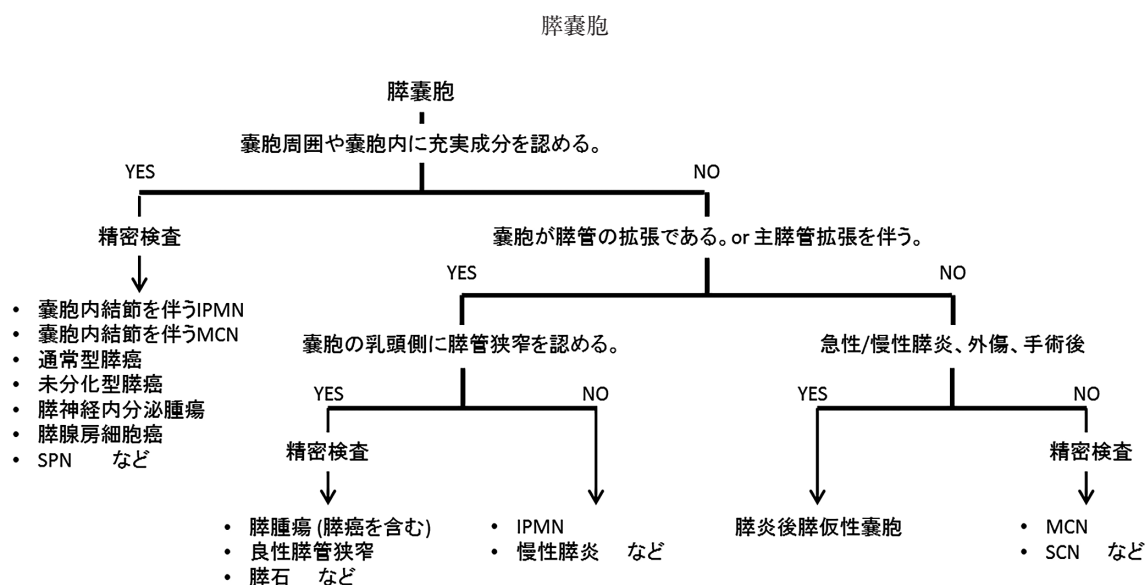 膵嚢胞
膵嚢胞
嚢胞周囲や嚢胞内に充実成分を認める。
YES
NO
精密検査
• 嚢胞内結節を伴うIPMN
• 嚢胞内結節を伴うMCN
• 通常型膵癌
• 未分化型膵癌
• 膵神経内分泌腫瘍
• 膵腺房細胞癌
• SPN など
嚢胞が膵管の拡張である。or 主膵管拡張を伴う。
YES
NO
嚢胞の乳頭側に膵管狭窄を認める。
YES
NO
精密検査
• 膵腫瘍 (膵癌を含む)
• 良性膵管狭窄
• 膵石 など
• IPMN
• 慢性膵炎 など
急性/慢性膵炎、外傷、手術後
YES
NO
膵炎後膵仮性嚢胞
精密検査
• MCN
• SCN など